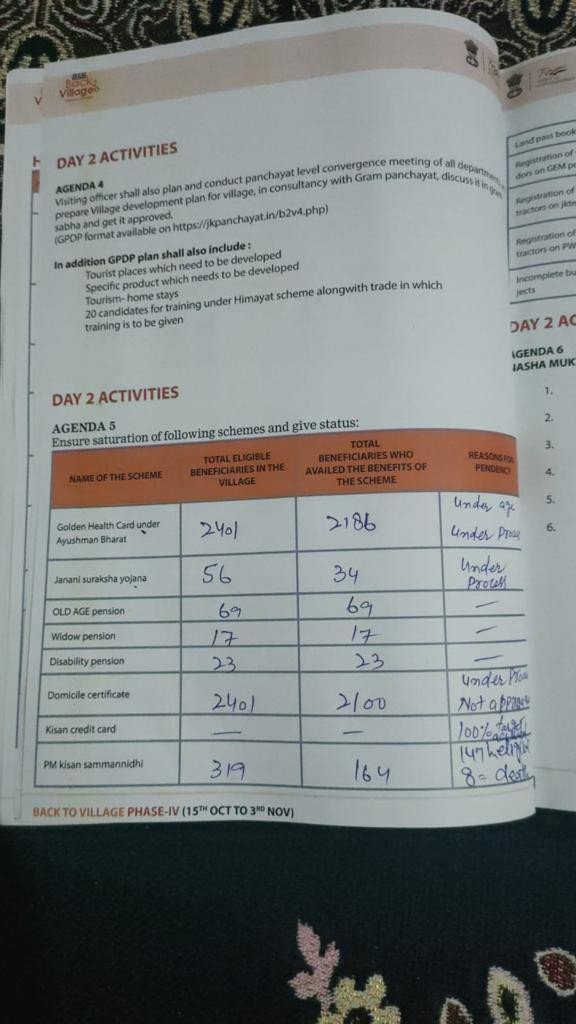 Back2
Village
DAY 2 ACTIVITIES
AGENDA 4
Visiting officer shall also plan and conduct panchayat level convergence meeting of all
prepare Village development plan for village, in consultancy with Gram panchayat, discuss it in
sabha and get it approved.
(GPDP format available on https://jkpanchayat.in/b2v4.php)
In addition GPDP plan shall also include :
Tourist places which need to be developed
Specific product which needs to be developed
Tourism- home stays
20 candidates for training under Himayat scheme alongwith trade in which
training is to be given
DAY 2 ACTIVITIES
AGENDA 5
Ensure saturation of following schemes and give status:
NAME OF THE SCHEME TOTAL ELIGIBLE BENEFICIARIES IN THE VILLAGE TOTAL BENEFICIARIES WHO AVAILED THE BENEFITS OF THE SCHEME REASONS FOR PENDENCY
Golden Health Card under Ayushman Bharat 2401 2186 Under age Under
Janani suraksha yojana 56 34 Under Process
OLD AGE pension 69 69 —
Widow pension 17 17 —
Disability pension 23 23 —
Domicile certificate 2401 2100 Under Not
Kisan credit card — — 100%
PM kisan sammannidhi 319 164 147 8 = death
BACK TO VILLAGE PHASE-IV (15TH OCT TO 3RD NOV)
Land pass book
Registration of
dors on GEM
Registration of
tractors on
Registration of
tractors on PW
Incomplete
jects
DAY 2
AGENDA 6
NASHA
1.
2.
3.
4.
5.
6.